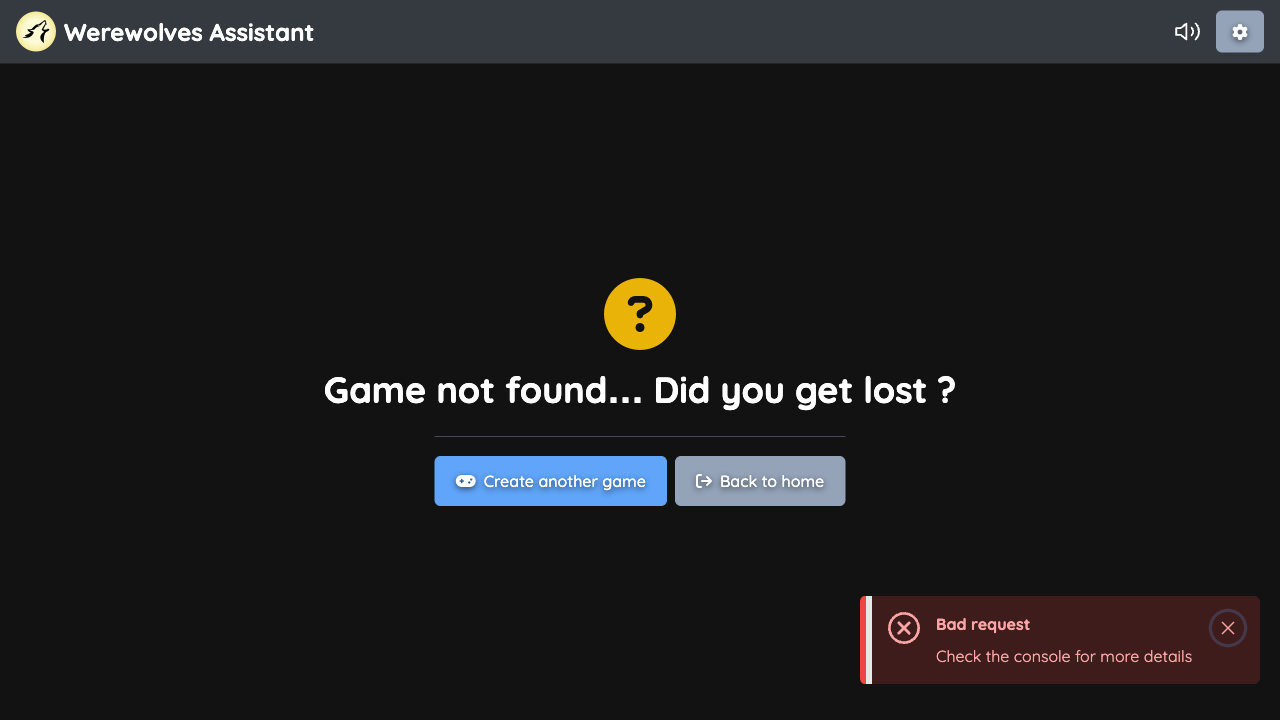 Werewolves Assistant
Game not found... Did you get lost ?
Create another game
Back to home
Bad request
Check the console for more details